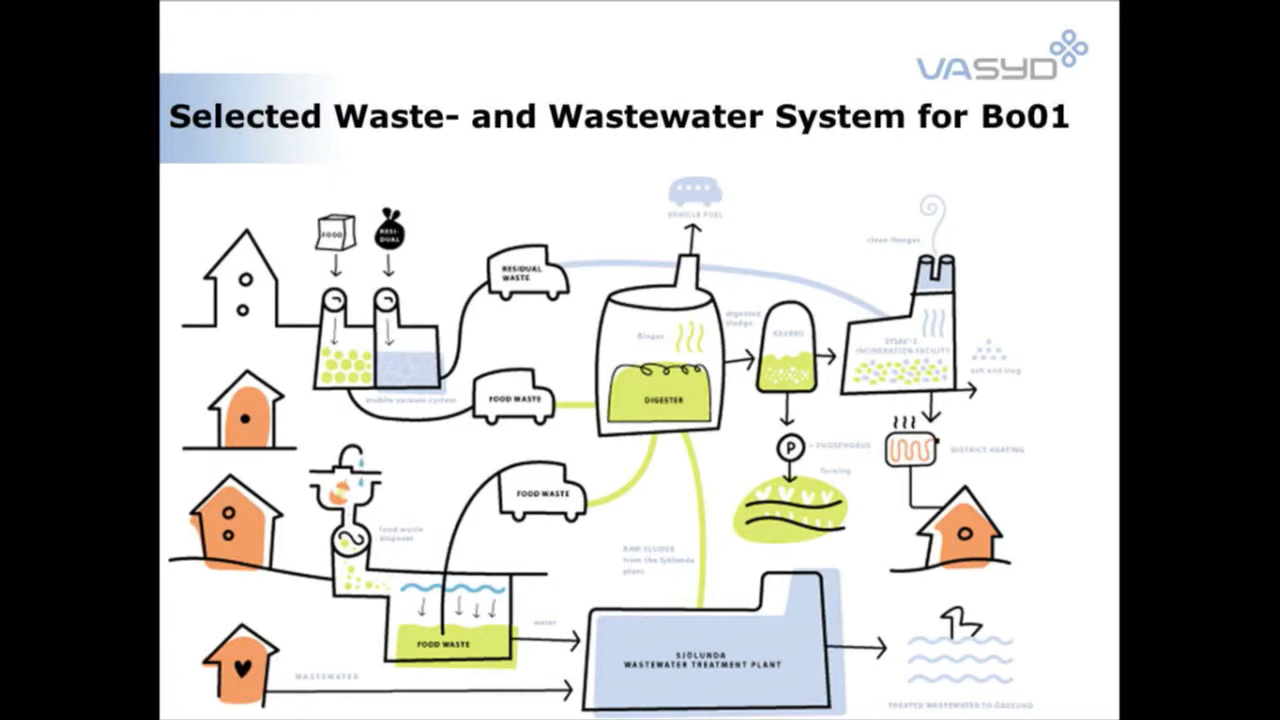 VA SYD
Selected Waste- and Wastewater System for Bo01
VEHICLE FUEL
FOOD
RESI-
DUAL
clean fluegas
RESIDUAL
WASTE
digested
sludge
Biogas
SYSAV'S
INCINERATION FACILITY
ash and slag
mobile vacuum system
FOOD WASTE
DIGESTER
P
= PHOSPHORUS
DISTRICT HEATING
farming
FOOD WASTE
food waste
disposer
RAW SLUDGE
from the Sjölunda
plant
water
FOOD WASTE
SJÖLUNDA
WASTEWATER TREATMENT PLANT
WASTEWATER
TREATED WASTEWATER TO ÖRESUND